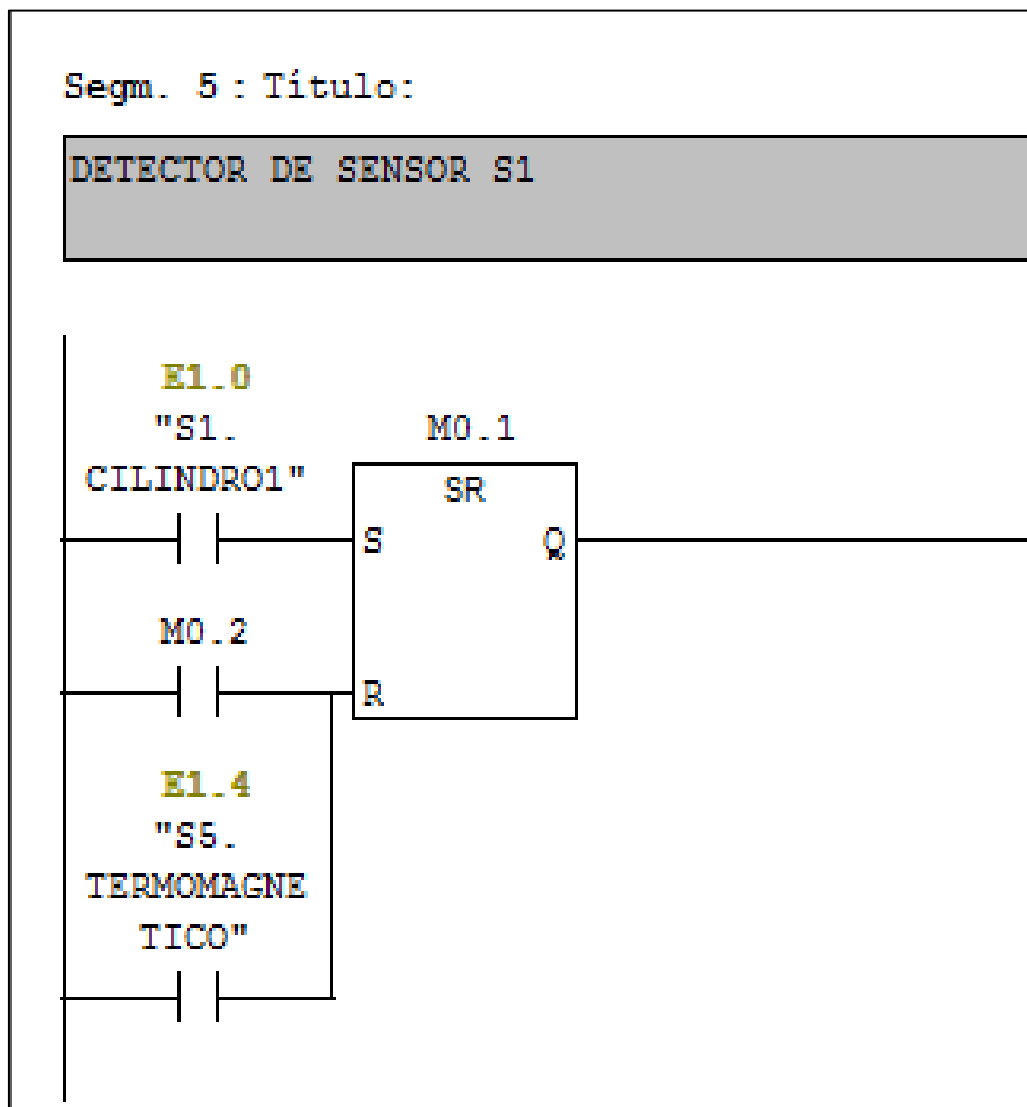 Segm. 5 : Título:
DETECTOR DE SENSOR S1
E1.0
"S1.
CILINDRO1"
M0.1
SR
S
Q
M0.2
R
E1.4
"S5.
TERMOMAGNE
TICO"